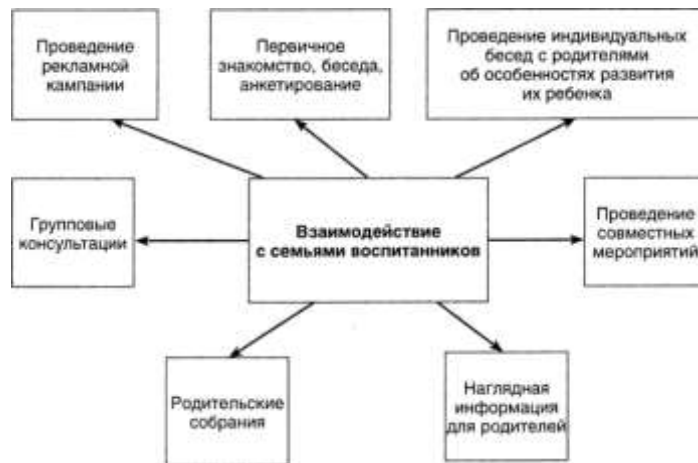 Проведение
рекламной
кампании
Первичное
знакомство, беседа,
анкетирование
Проведение индивидуальных
бесед с родителями
об особенностях развития
их ребенка
Групповые
консультации
Взаимодействие
с семьями воспитанников
Проведение
совместных
мероприятий
Родительские
собрания
Наглядная
информация
для родителей